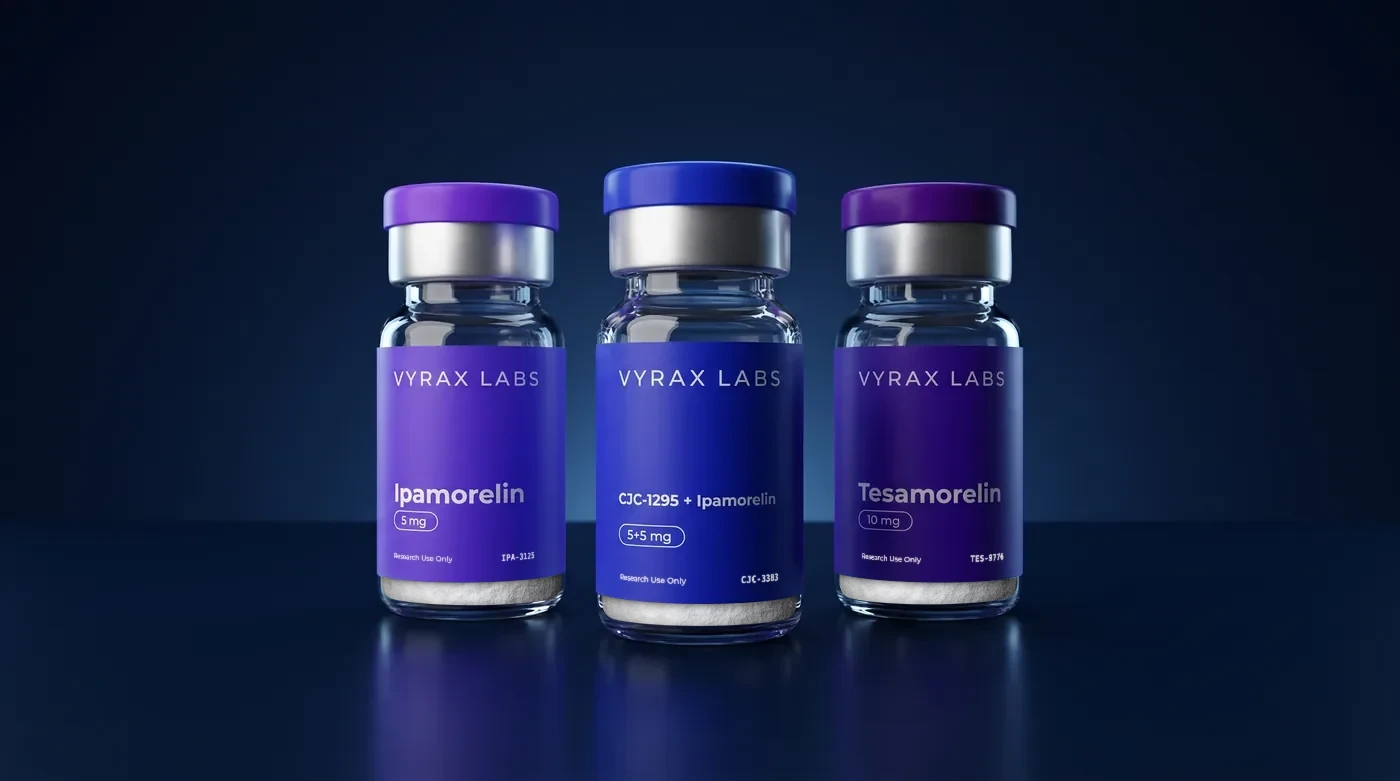 VYRAX LABS
Ipamorelin
5 mg
Research Use Only
IPA-3125
VYRAX LABS
CJC-1295 + Ipamorelin
5+5 mg
Research Use Only
CJC-3383
VYRAX LABS
Tesamorelin
10 mg
Research Use Only
TES-9776